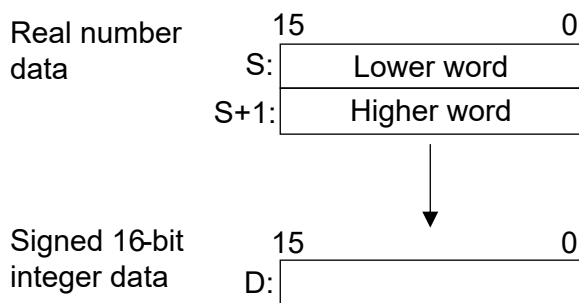 Real number
data
15 0
S: Lower word
S+1: Higher word
Signed 16-bit
integer data
15 0
D: